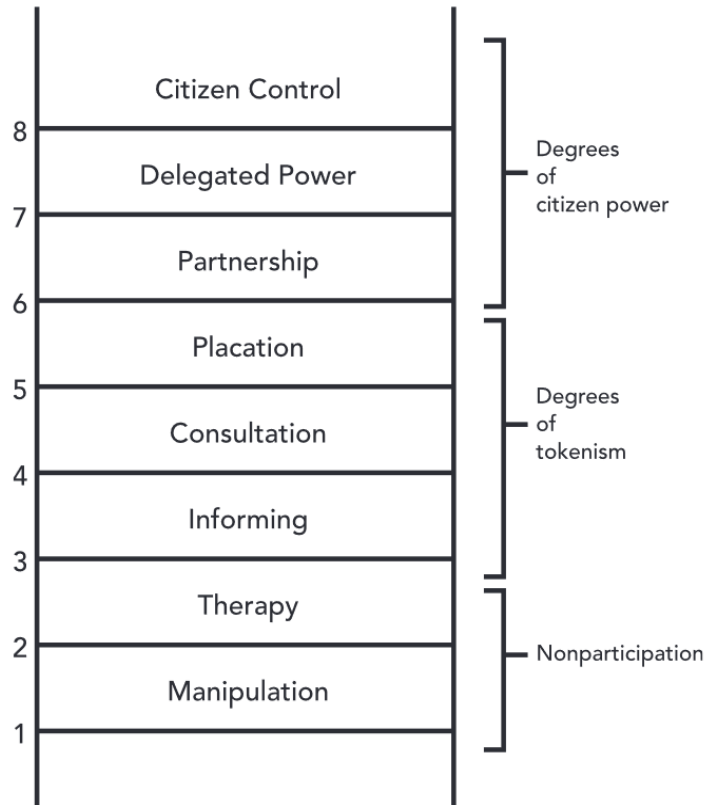 Citizen Control
8
Delegated Power
7
Partnership
6
Placation
5
Consultation
4
Informing
3
Therapy
2
Manipulation
1
Degrees
of
citizen power
Degrees
of
tokenism
Nonparticipation